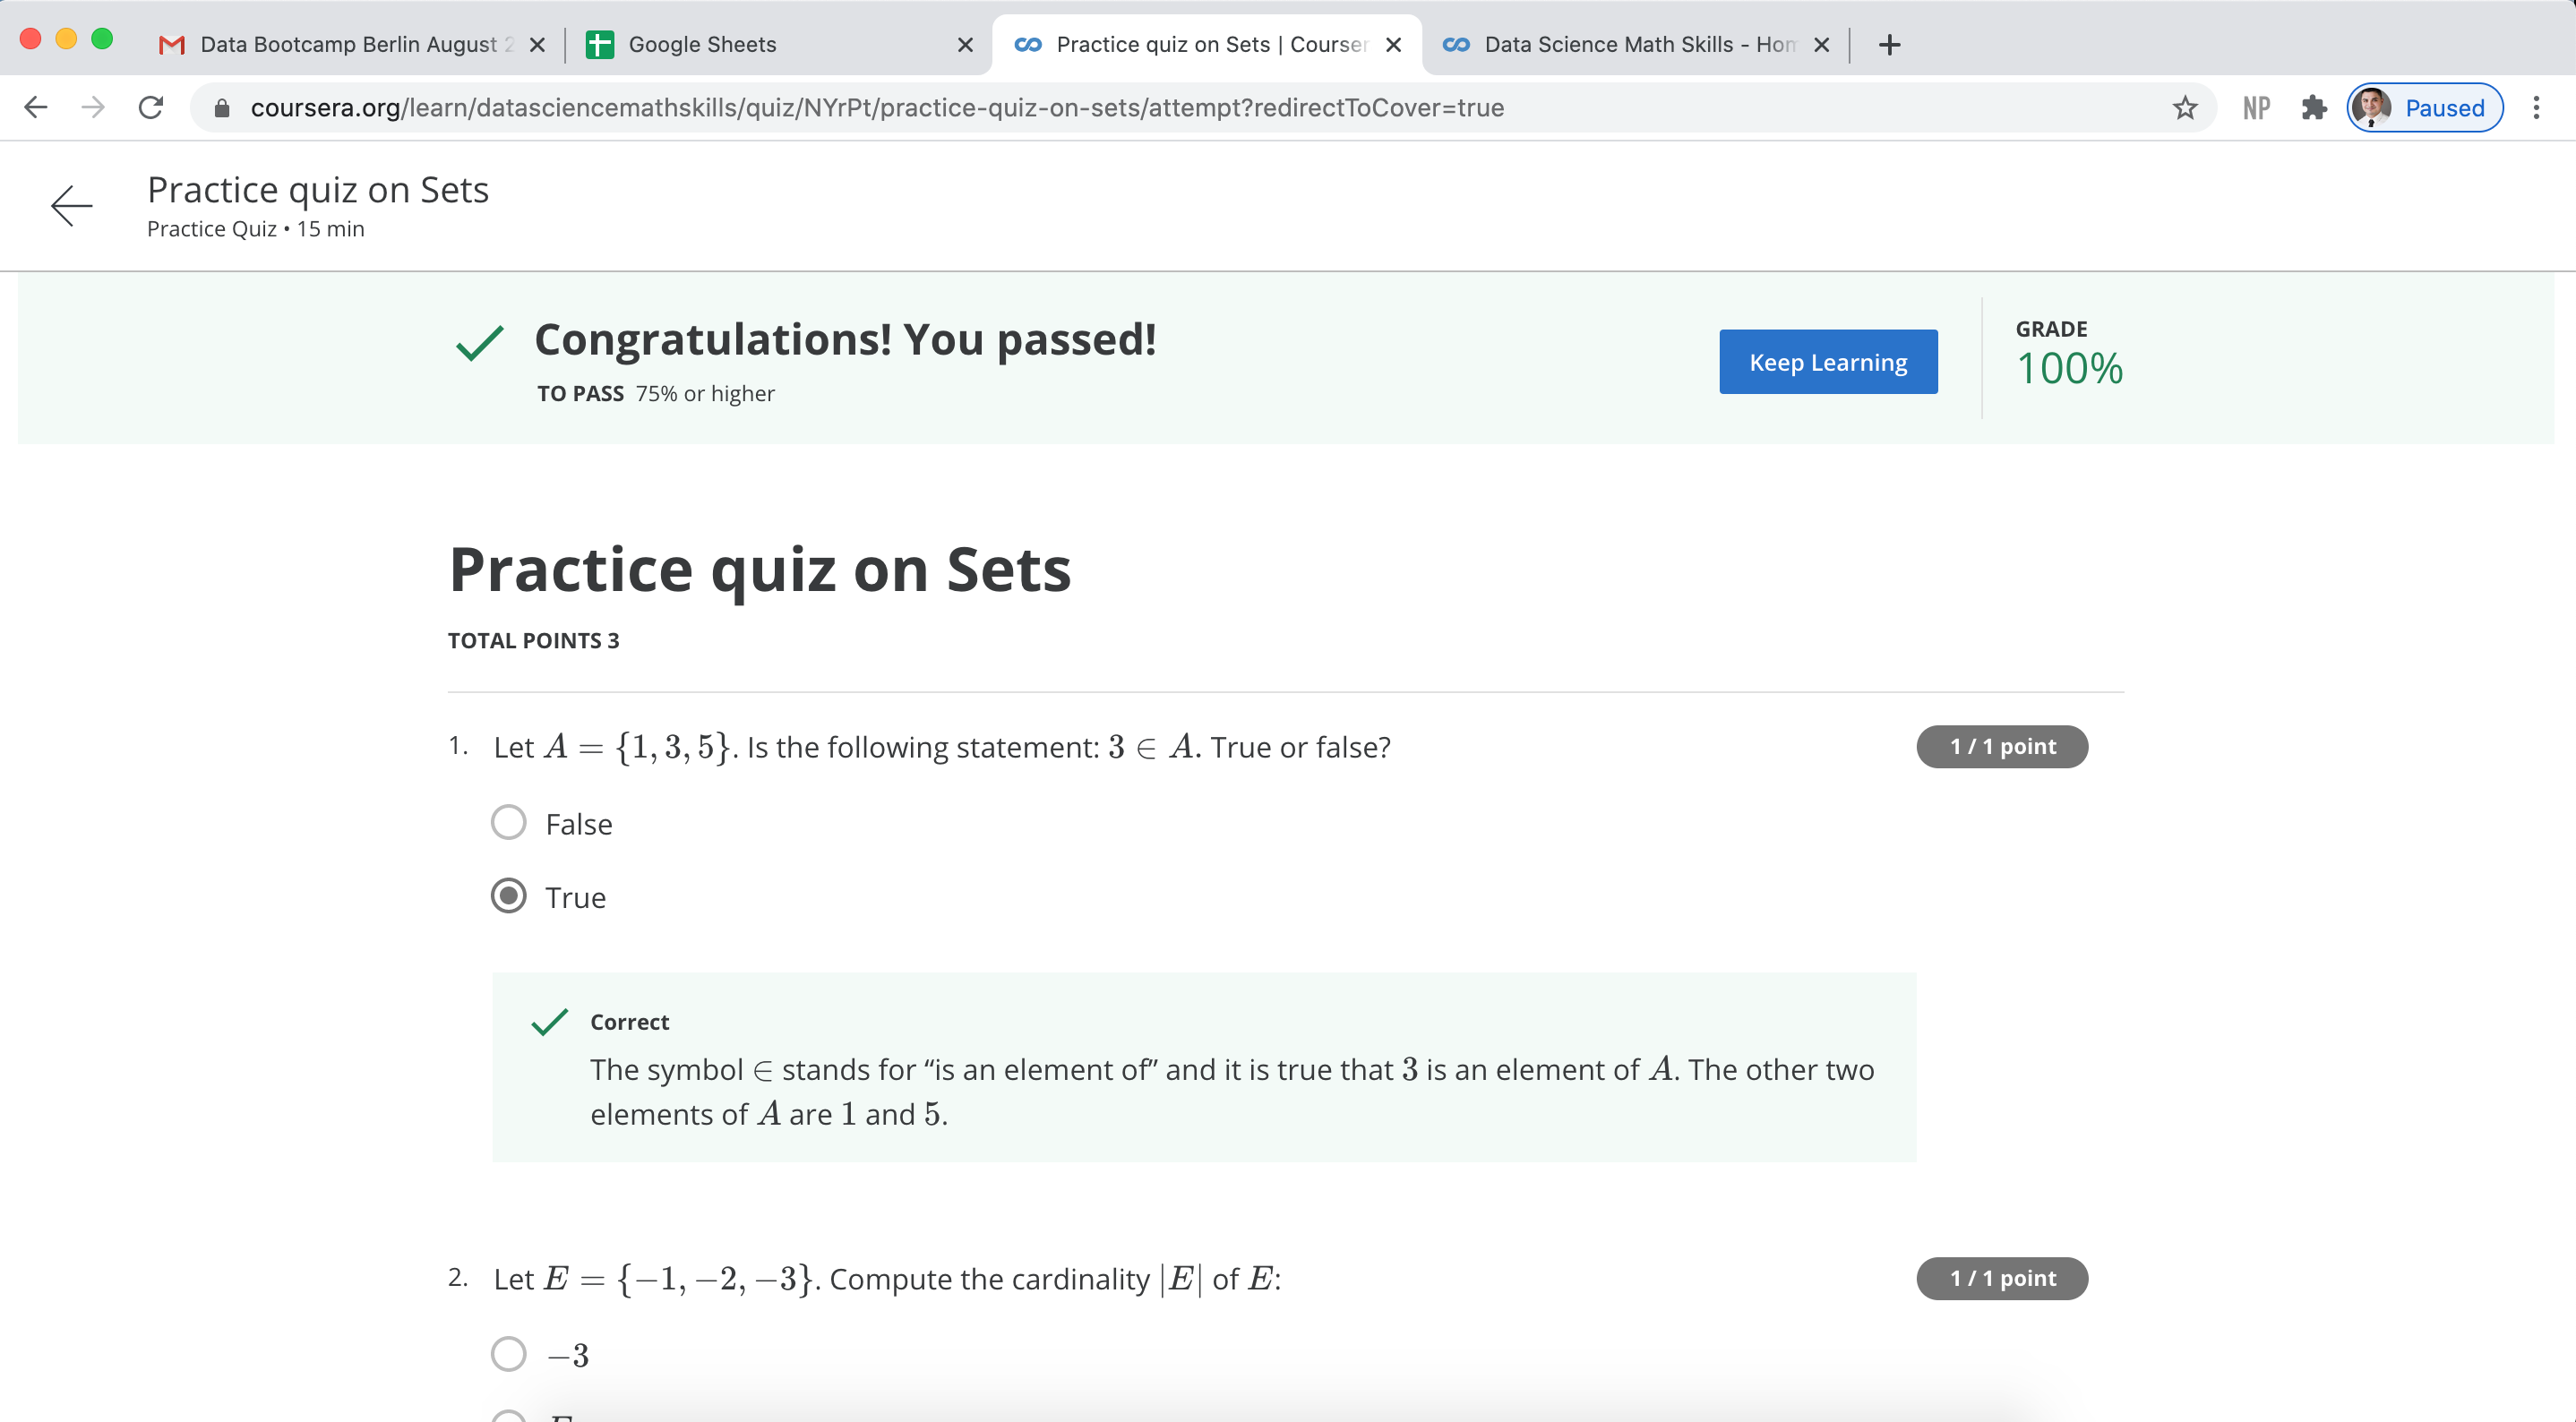 Data Bootcamp Berlin August 2
Google Sheets
Practice quiz on Sets | Courser
Data Science Math Skills - Hom
coursera.org/learn/datasciencemathskills/quiz/NYrPt/practice-quiz-on-sets/attempt?redirectToCover=true
NP
Paused
Practice quiz on Sets
Practice Quiz • 15 min
Congratulations! You passed!
TO PASS 75% or higher
Keep Learning
GRADE
100%
Practice quiz on Sets
TOTAL POINTS 3
1. Let A = {1, 3, 5}. Is the following statement: 3 ∈ A. True or false?
1 / 1 point
False
True
Correct
The symbol ∈ stands for “is an element of” and it is true that 3 is an element of A. The other two
elements of A are 1 and 5.
2. Let E = {−1, −2, −3}. Compute the cardinality |E| of E:
1 / 1 point
−3